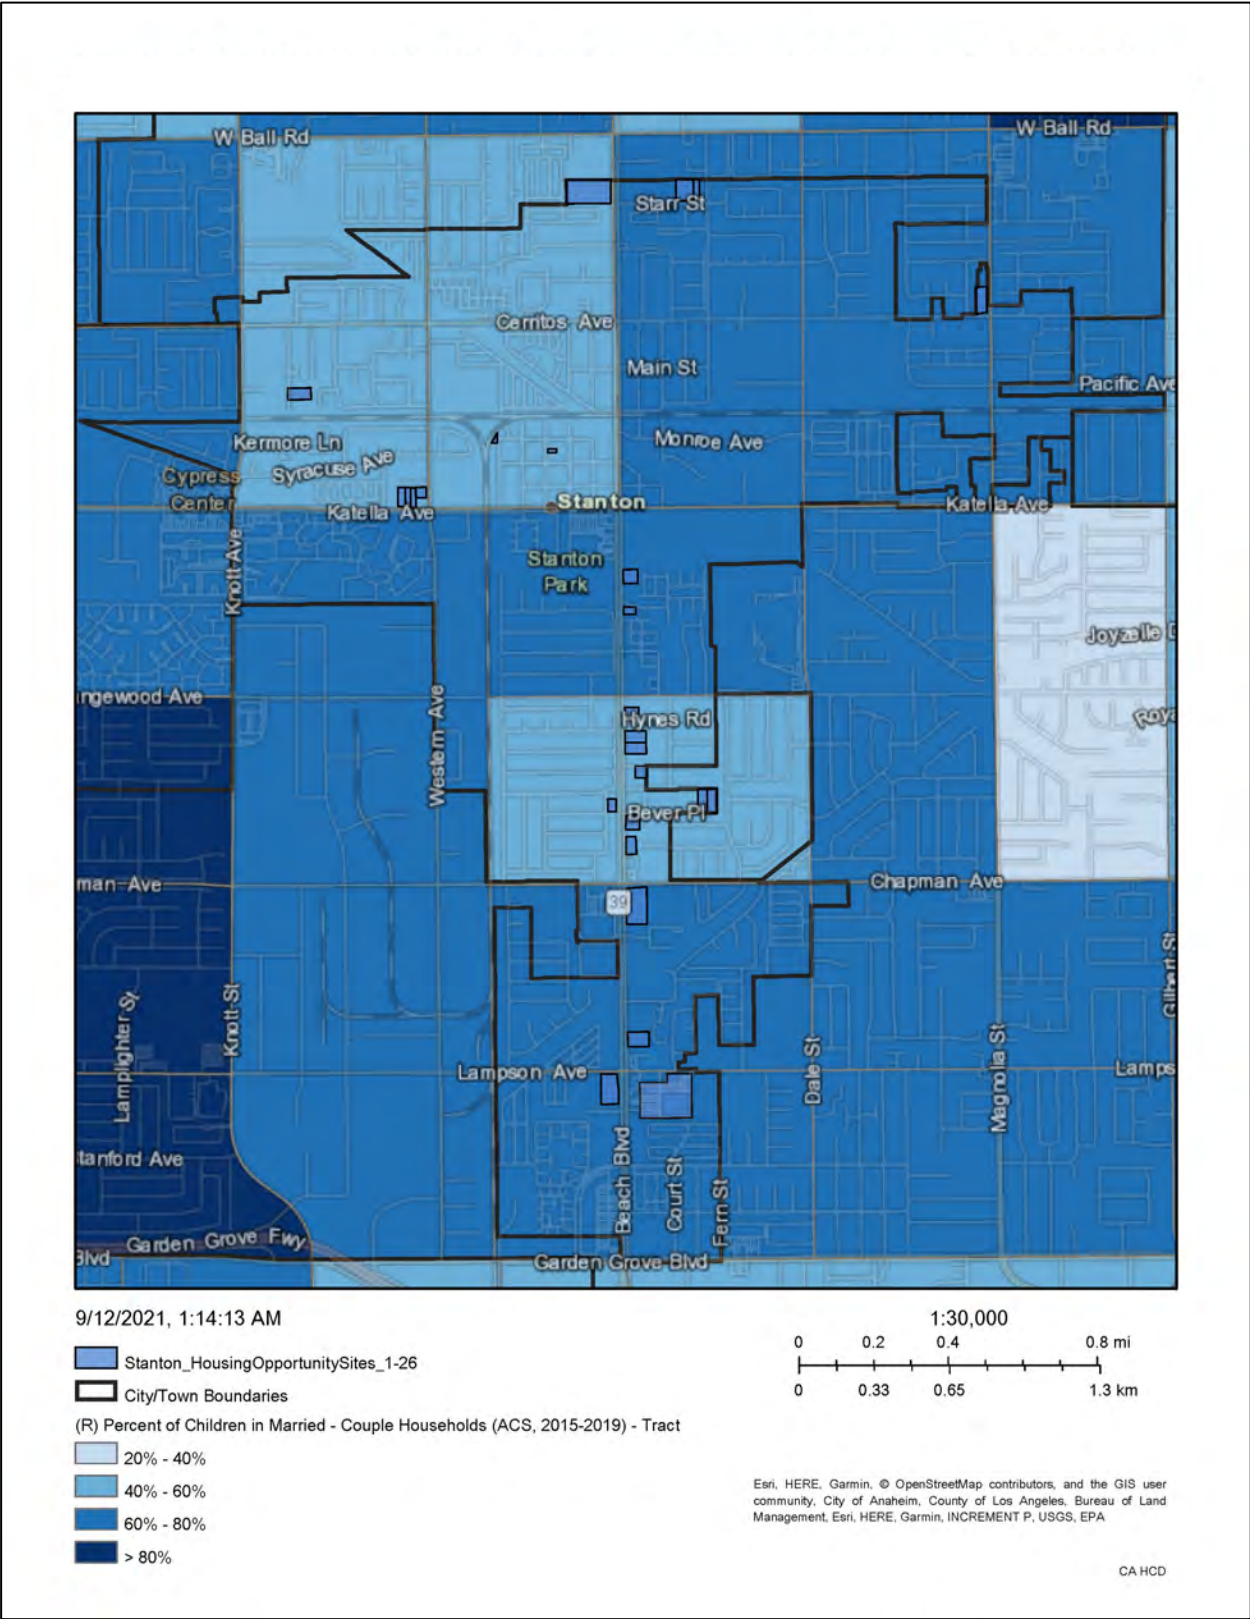 W Ball Rd
W Ball Rd
Starr St
Cerritos Ave
Main St
Pacific Ave
Kermore Ln
Monroe Ave
Syracuse Ave
Cypress
Center
Stanton
Katella Ave
Katella Ave
Knott Ave
Stanton
Park
Joyzelle D
ngewood Ave
Western Ave
Hynes Rd
Roya
Bever Pl
man Ave
Chapman Ave
39
Gilbert St
Lamplighter St
Knott St
Lampson Ave
Dale St
Magnolia St
Lamps
tanford Ave
Beach Blvd
Court St
Fern St
Garden Grove Fwy
Blvd
Garden Grove Blvd
9/12/2021, 1:14:13 AM
1:30,000
0 0.2 0.4 0.8 mi
0 0.33 0.65 1.3 km
Stanton_HousingOpportunitySites_1-26
City/Town Boundaries
(R) Percent of Children in Married - Couple Households (ACS, 2015-2019) - Tract
20% - 40%
40% - 60%
60% - 80%
> 80%
Esri, HERE, Garmin, © OpenStreetMap contributors, and the GIS user
community, City of Anaheim, County of Los Angeles, Bureau of Land
Management, Esri, HERE, Garmin, INCREMENT P, USGS, EPA
CA HCD